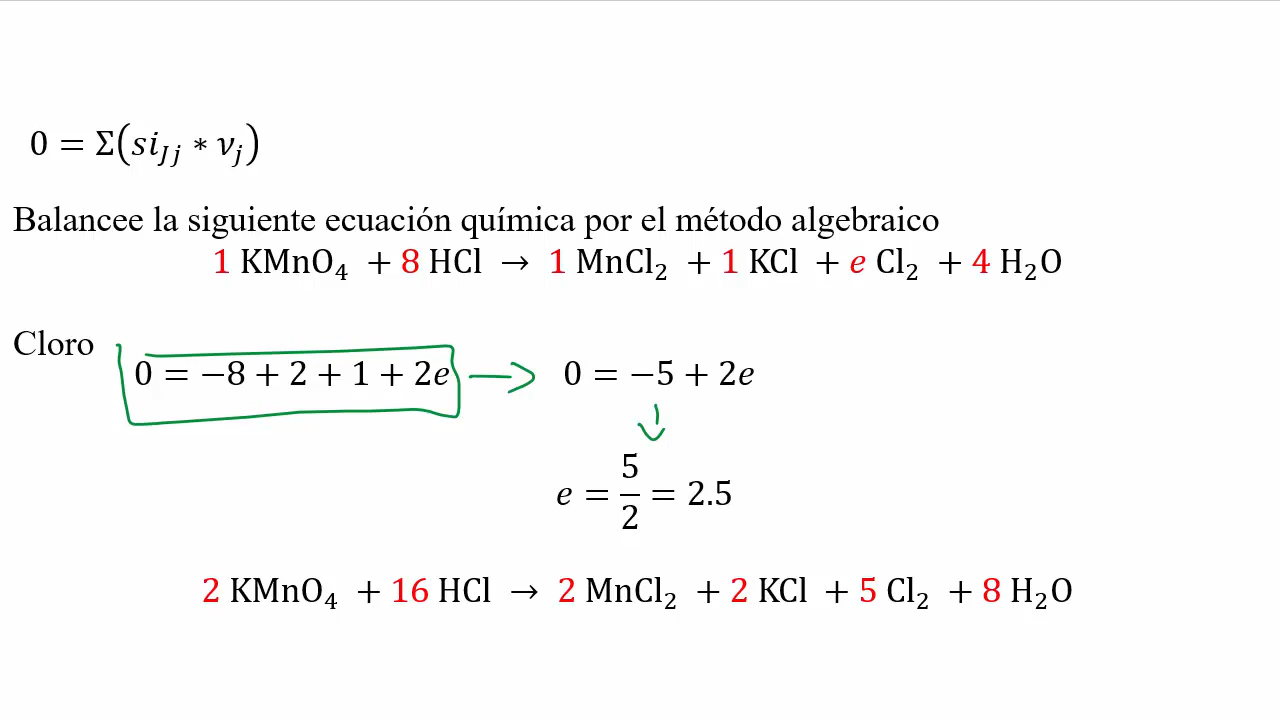 0 = Σ(si_Jj * ν_j)
Balancee la siguiente ecuación química por el método algebraico
1 KMnO₄ + 8 HCl → 1 MnCl₂ + 1 KCl + e Cl₂ + 4 H₂O
Cloro
0 = −8 + 2 + 1 + 2e → 0 = −5 + 2e
e = 5/2 = 2.5
2 KMnO₄ + 16 HCl → 2 MnCl₂ + 2 KCl + 5 Cl₂ + 8 H₂O